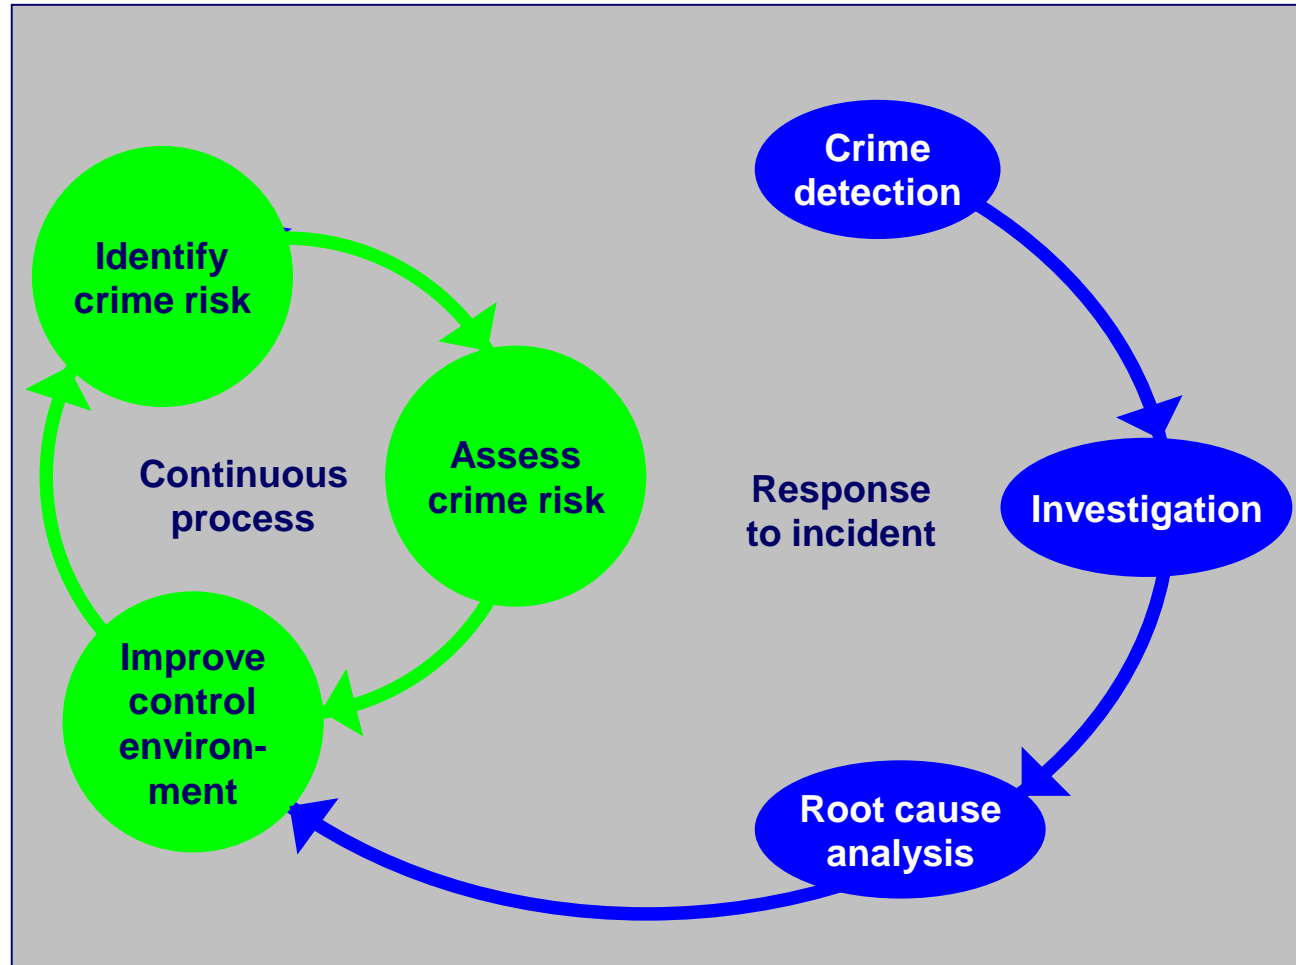 Crime
detection
Identify
crime risk
Assess
crime risk
Continuous
process
Response
to incident
Investigation
Improve
control
environ-
ment
Root cause
analysis